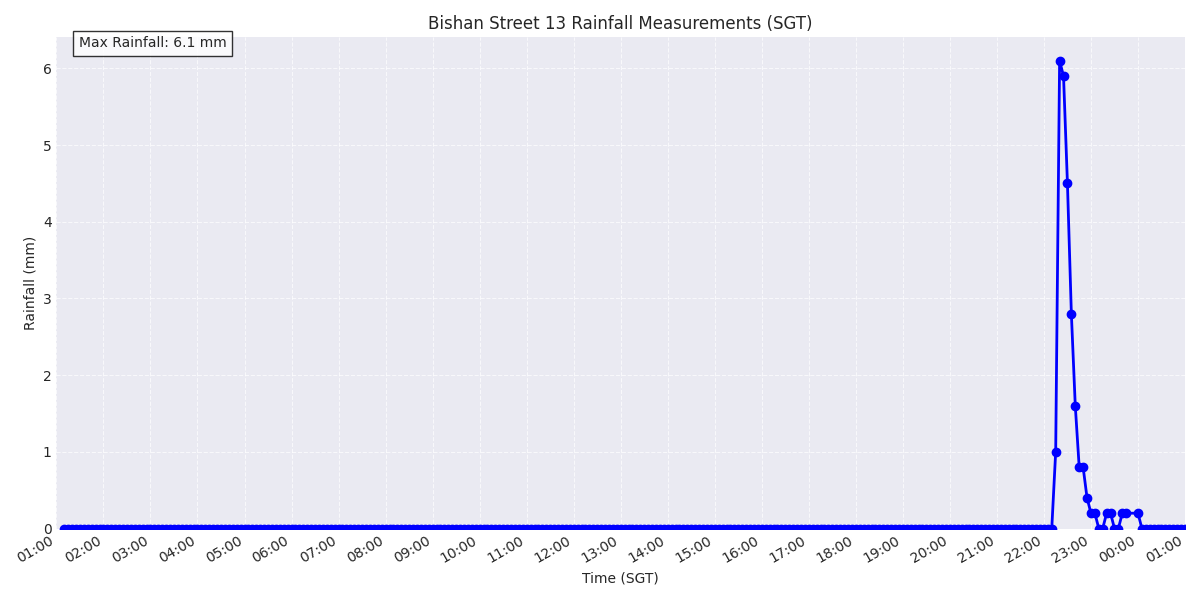 Bishan Street 13 Rainfall Measurements (SGT)
Max Rainfall: 6.1 mm
6
5
4
3
2
1
0
Rainfall (mm)
01:00 02:00 03:00 04:00 05:00 06:00 07:00 08:00 09:00 10:00 11:00 12:00 13:00 14:00 15:00 16:00 17:00 18:00 19:00 20:00 21:00 22:00 23:00 00:00 01:00
Time (SGT)